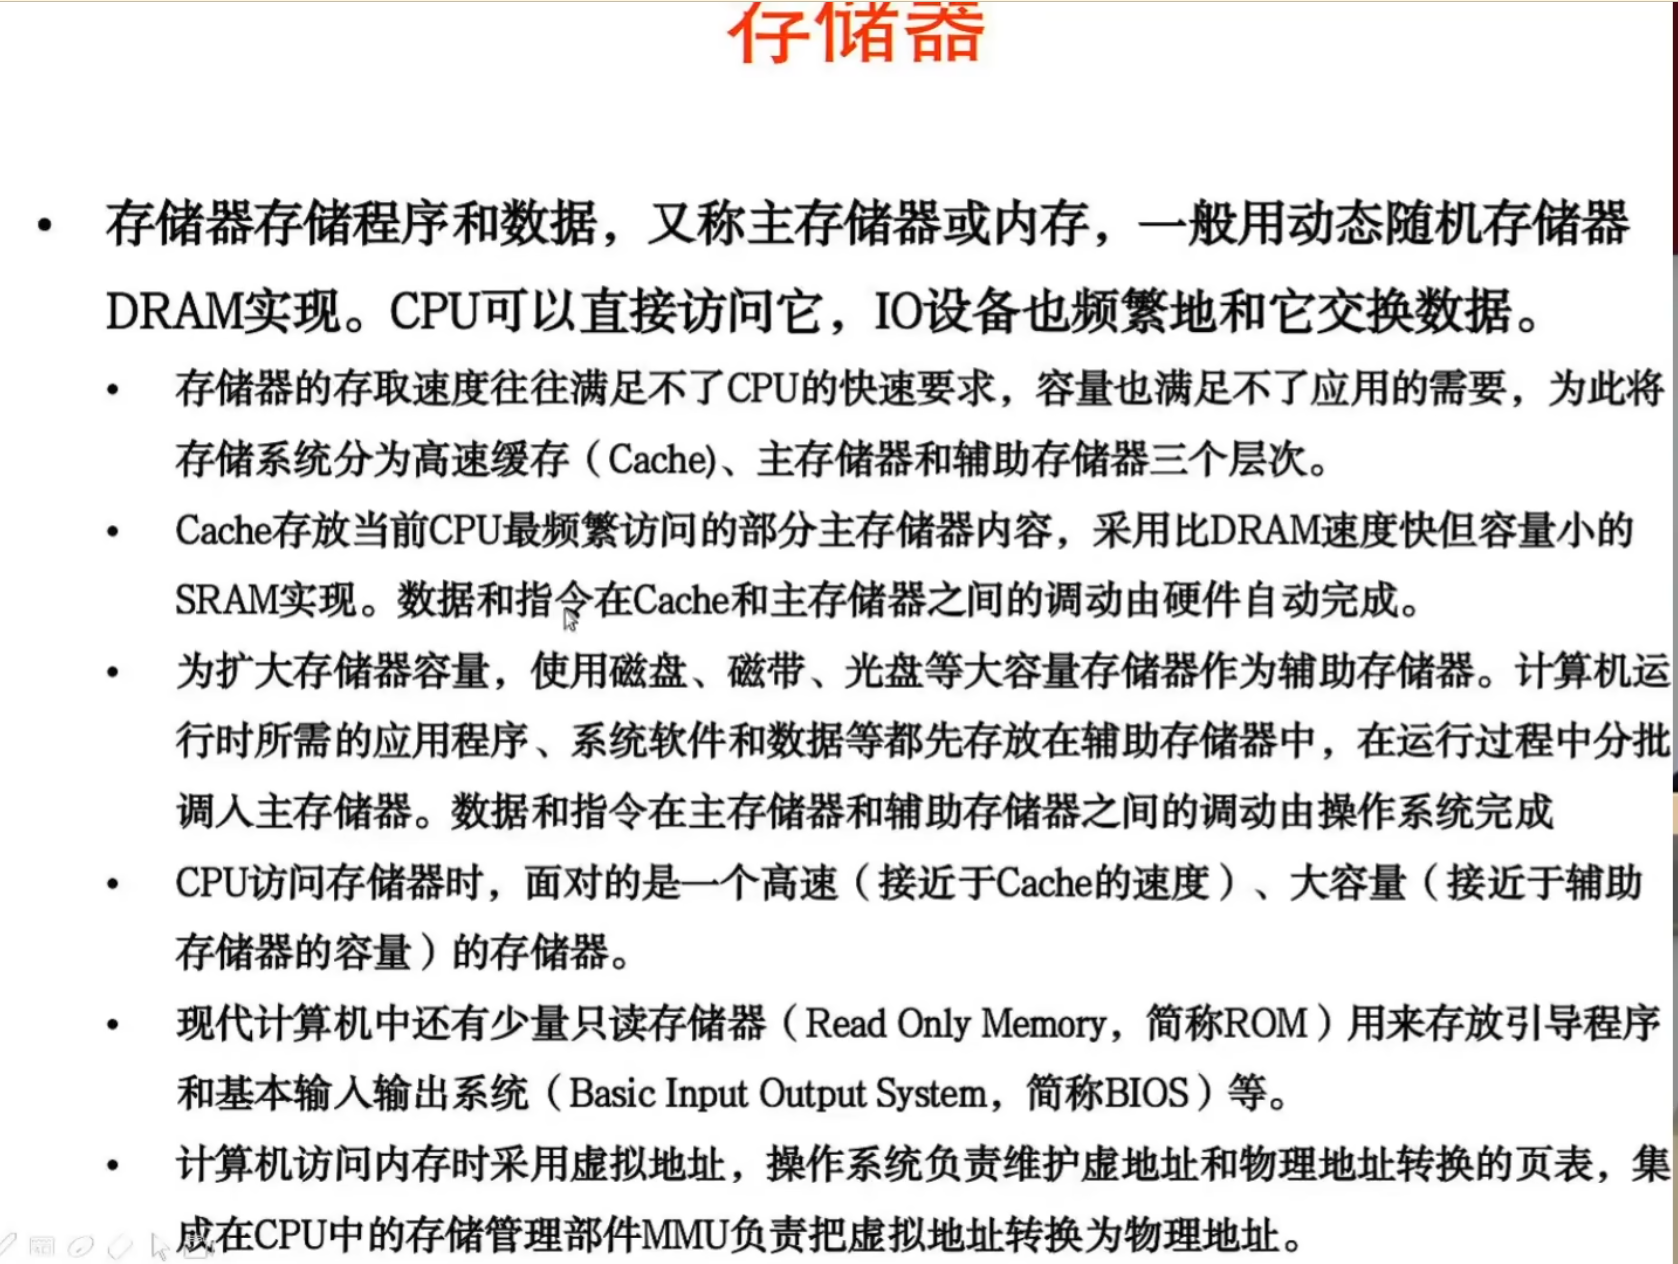 存储器
• 存储器存储程序和数据，又称主存储器或内存，一般用动态随机存储器
DRAM实现。CPU可以直接访问它，IO设备也频繁地和它交换数据。
• 存储器的存取速度往往满足不了CPU的快速要求，容量也满足不了应用的需要，为此将
存储系统分为高速缓存（Cache)、主存储器和辅助存储器三个层次。
• Cache存放当前CPU最频繁访问的部分主存储器内容，采用比DRAM速度快但容量小的
SRAM实现。数据和指令在Cache和主存储器之间的调动由硬件自动完成。
• 为扩大存储器容量，使用磁盘、磁带、光盘等大容量存储器作为辅助存储器。计算机运
行时所需的应用程序、系统软件和数据等都先存放在辅助存储器中，在运行过程中分批
调入主存储器。数据和指令在主存储器和辅助存储器之间的调动由操作系统完成
• CPU访问存储器时，面对的是一个高速（接近于Cache的速度）、大容量（接近于辅助
存储器的容量）的存储器。
• 现代计算机中还有少量只读存储器（Read Only Memory，简称ROM）用来存放引导程序
和基本输入输出系统（Basic Input Output System，简称BIOS）等。
• 计算机访问内存时采用虚拟地址，操作系统负责维护虚地址和物理地址转换的页表，集
成在CPU中的存储管理部件MMU负责把虚拟地址转换为物理地址。